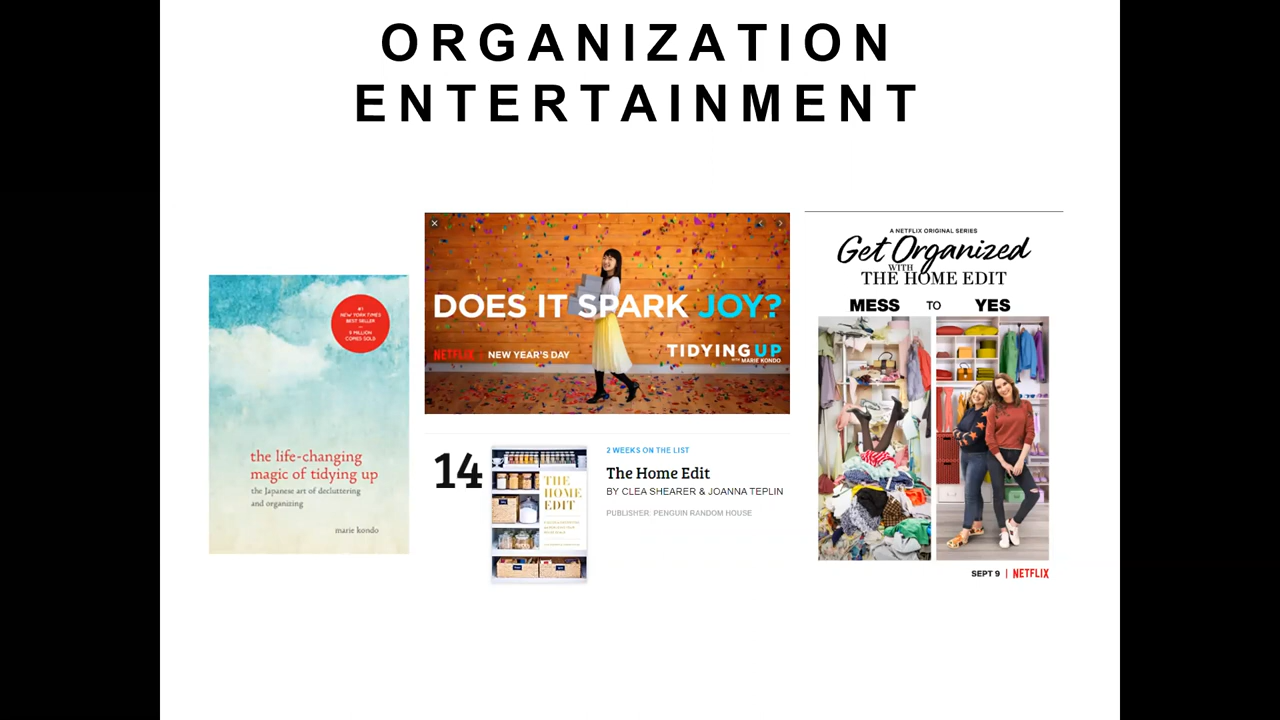 ORGANIZATION
ENTERTAINMENT
#1
NEW YORK TIMES
BEST SELLER
5 MILLION
COPIES SOLD
the life-changing
magic of tidying up
the Japanese art of decluttering
and organizing
marie kondo
DOES IT SPARK JOY?
NETFLIX NEW YEAR'S DAY
TIDYING UP
WITH MARIE KONDO
14
THE
HOME
EDIT
2 WEEKS ON THE LIST
The Home Edit
BY CLEA SHEARER & JOANNA TEPLIN
PUBLISHER: PENGUIN RANDOM HOUSE
A NETFLIX ORIGINAL SERIES
Get Organized
WITH
THE HOME EDIT
MESS TO YES
SEPT 9 | NETFLIX